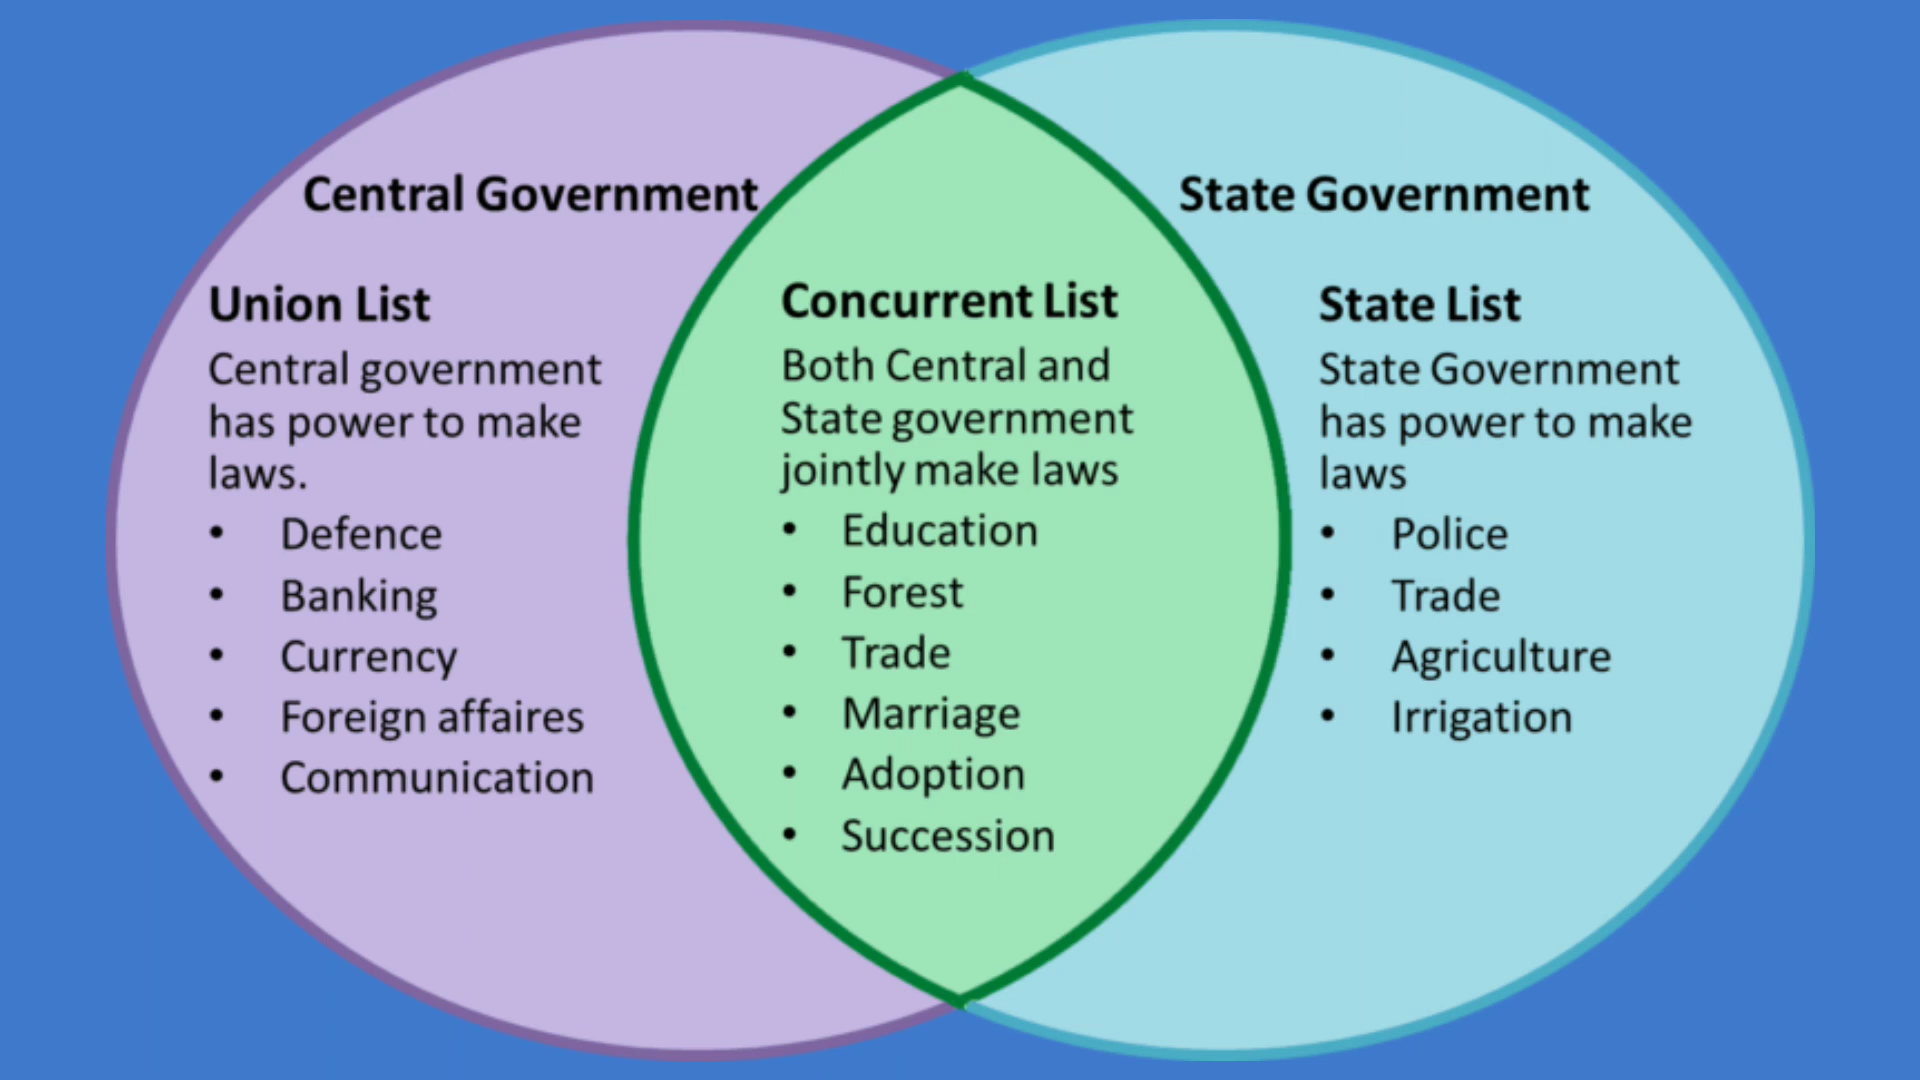 Central Government
Union List
Central government
has power to make
laws.
• Defence
• Banking
• Currency
• Foreign affaires
• Communication
Concurrent List
Both Central and
State government
jointly make laws
• Education
• Forest
• Trade
• Marriage
• Adoption
• Succession
State Government
State List
State Government
has power to make
laws
• Police
• Trade
• Agriculture
• Irrigation